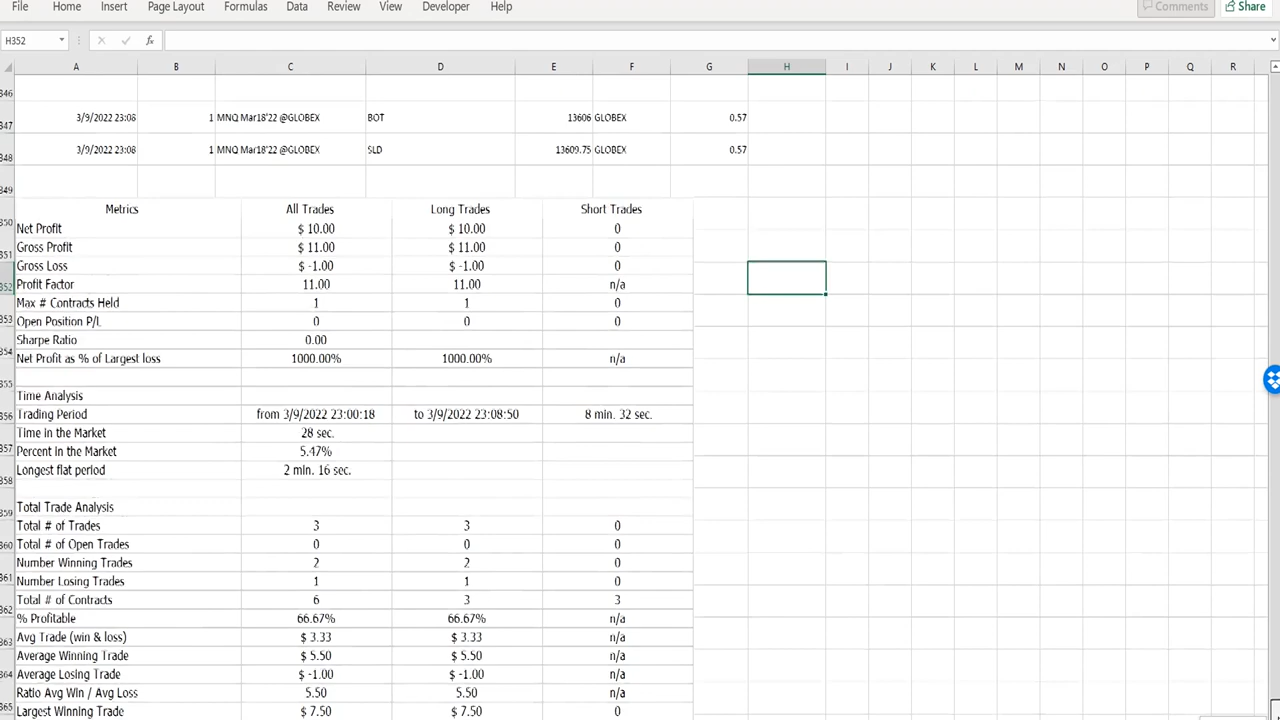 File Home Insert Page Layout Formulas Data Review View Developer Help Comments Share
H352 fx
A B C D E F G H I J K L M N O P Q R
346
3/9/2022 23:08 1 MNQ Mar18'22 @GLOBEX BOT 13606 GLOBEX 0.57
347
3/9/2022 23:08 1 MNQ Mar18'22 @GLOBEX SLD 13609.75 GLOBEX 0.57
348
349
Metrics All Trades Long Trades Short Trades
350
Net Profit $ 10.00 $ 10.00 0
Gross Profit $ 11.00 $ 11.00 0
351
Gross Loss $ -1.00 $ -1.00 0
352
Profit Factor 11.00 11.00 n/a
Max # Contracts Held 1 1 0
353
Open Position P/L 0 0 0
Sharpe Ratio 0.00
354
Net Profit as % of Largest loss 1000.00% 1000.00% n/a
355
Time Analysis
356
Trading Period from 3/9/2022 23:00:18 to 3/9/2022 23:08:50 8 min. 32 sec.
Time in the Market 28 sec.
357
Percent in the Market 5.47%
Longest flat period 2 min. 16 sec.
358
Total Trade Analysis
359
Total # of Trades 3 3 0
360
Total # of Open Trades 0 0 0
Number Winning Trades 2 2 0
361
Number Losing Trades 1 1 0
Total # of Contracts 6 3 3
362
% Profitable 66.67% 66.67% n/a
Avg Trade (win & loss) $ 3.33 $ 3.33 n/a
363
Average Winning Trade $ 5.50 $ 5.50 n/a
364
Average Losing Trade $ -1.00 $ -1.00 n/a
Ratio Avg Win / Avg Loss 5.50 5.50 n/a
365
Largest Winning Trade $ 7.50 $ 7.50 0